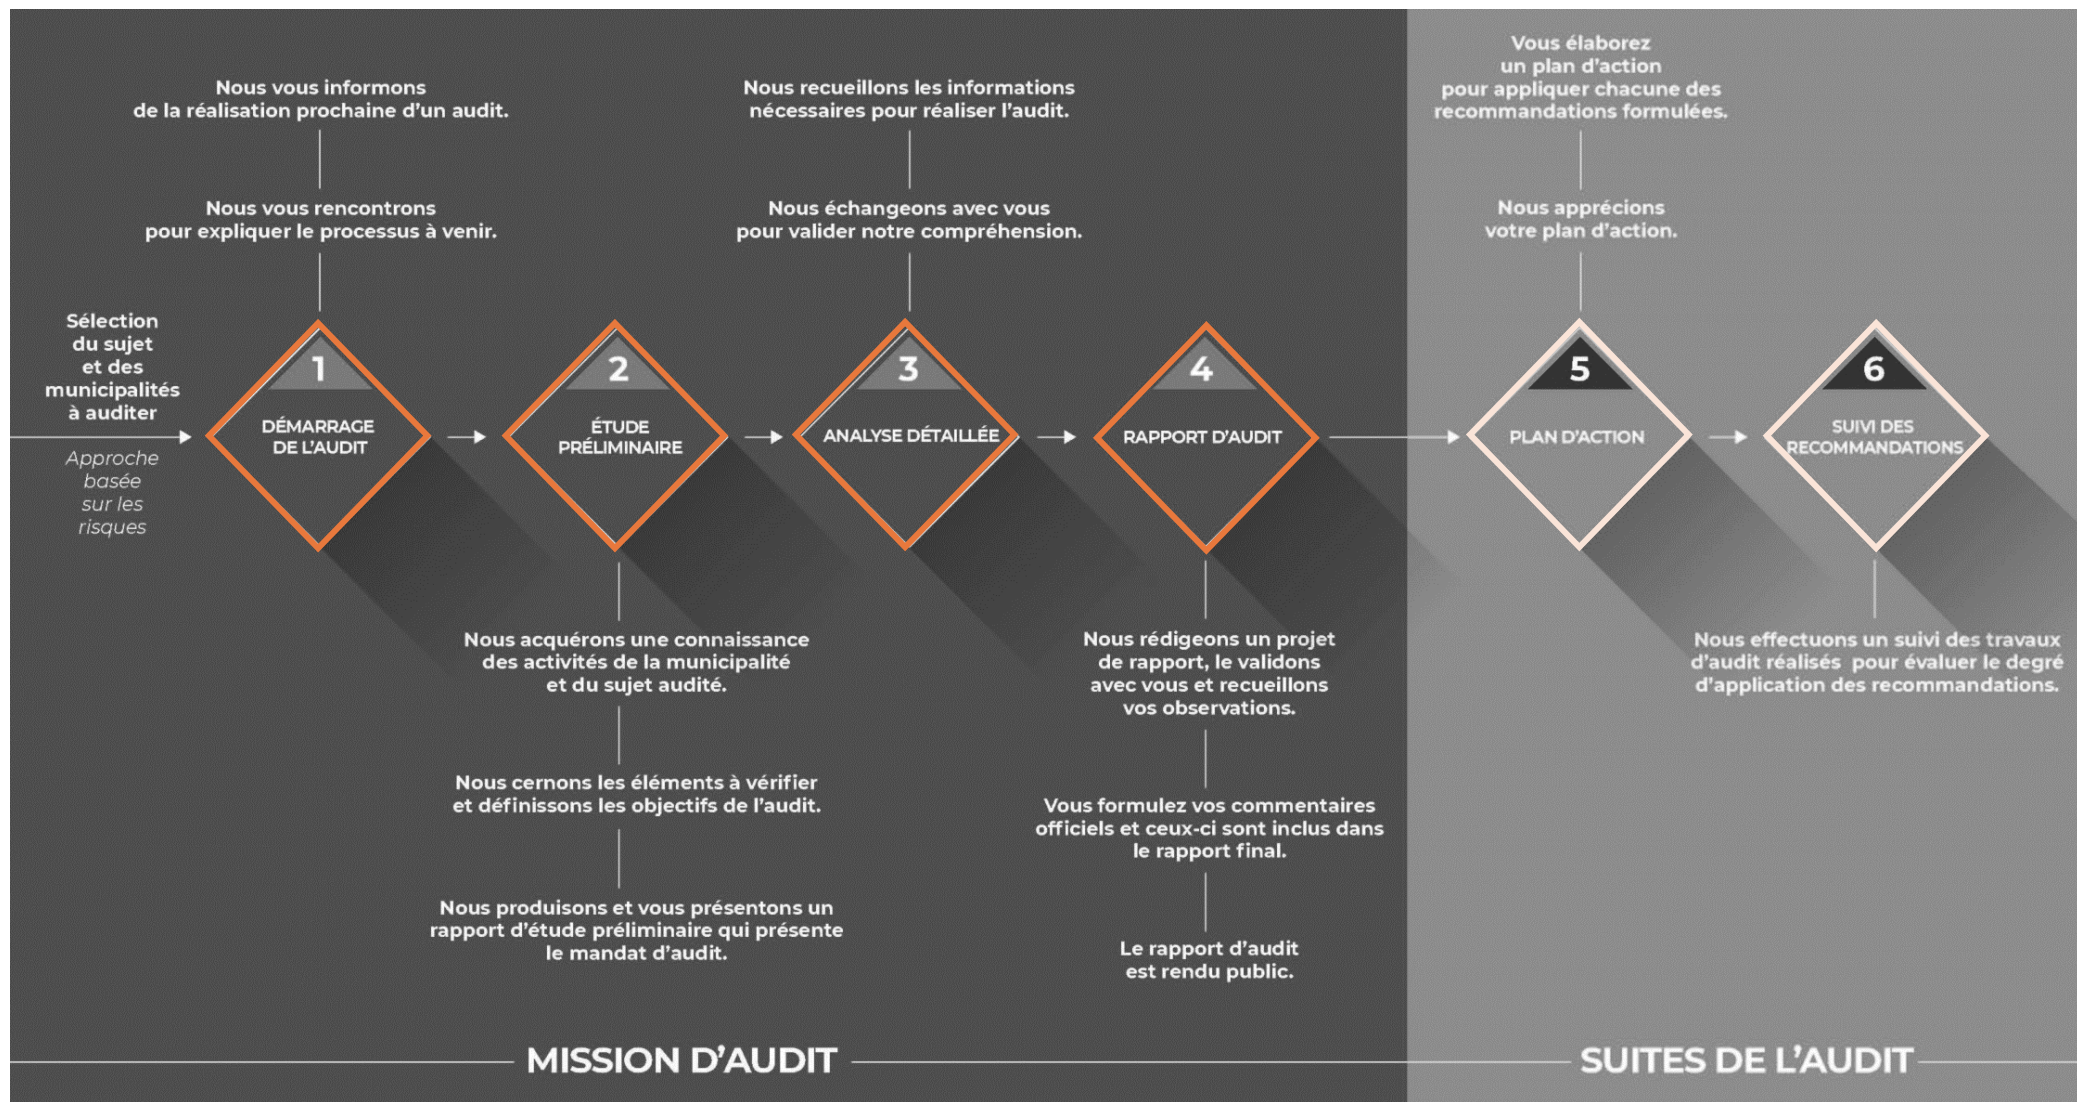 Sélection
du sujet
et des
municipalités
à auditer
Approche
basée
sur les
risques
Nous vous informons
de la réalisation prochaine d’un audit.
Nous vous rencontrons
pour expliquer le processus à venir.
1
DÉMARRAGE
DE L’AUDIT
2
ÉTUDE
PRÉLIMINAIRE
Nous acquérons une connaissance
des activités de la municipalité
et du sujet audité.
Nous cernons les éléments à vérifier
et définissons les objectifs de l’audit.
Nous produisons et vous présentons un
rapport d’étude préliminaire qui présente
le mandat d’audit.
Nous recueillons les informations
nécessaires pour réaliser l’audit.
Nous échangeons avec vous
pour valider notre compréhension.
3
ANALYSE DÉTAILLÉE
4
RAPPORT D’AUDIT
Nous rédigeons un projet
de rapport, le validons
avec vous et recueillons
vos observations.
Vous formulez vos commentaires
officiels et ceux-ci sont inclus dans
le rapport final.
Le rapport d’audit
est rendu public.
Vous élaborez
un plan d’action
pour appliquer chacune des
recommandations formulées.
Nous apprécions
votre plan d’action.
5
PLAN D’ACTION
6
SUIVI DES
RECOMMANDATIONS
Nous effectuons un suivi des travaux
d’audit réalisés pour évaluer le degré
d’application des recommandations.
MISSION D’AUDIT
SUITES DE L’AUDIT